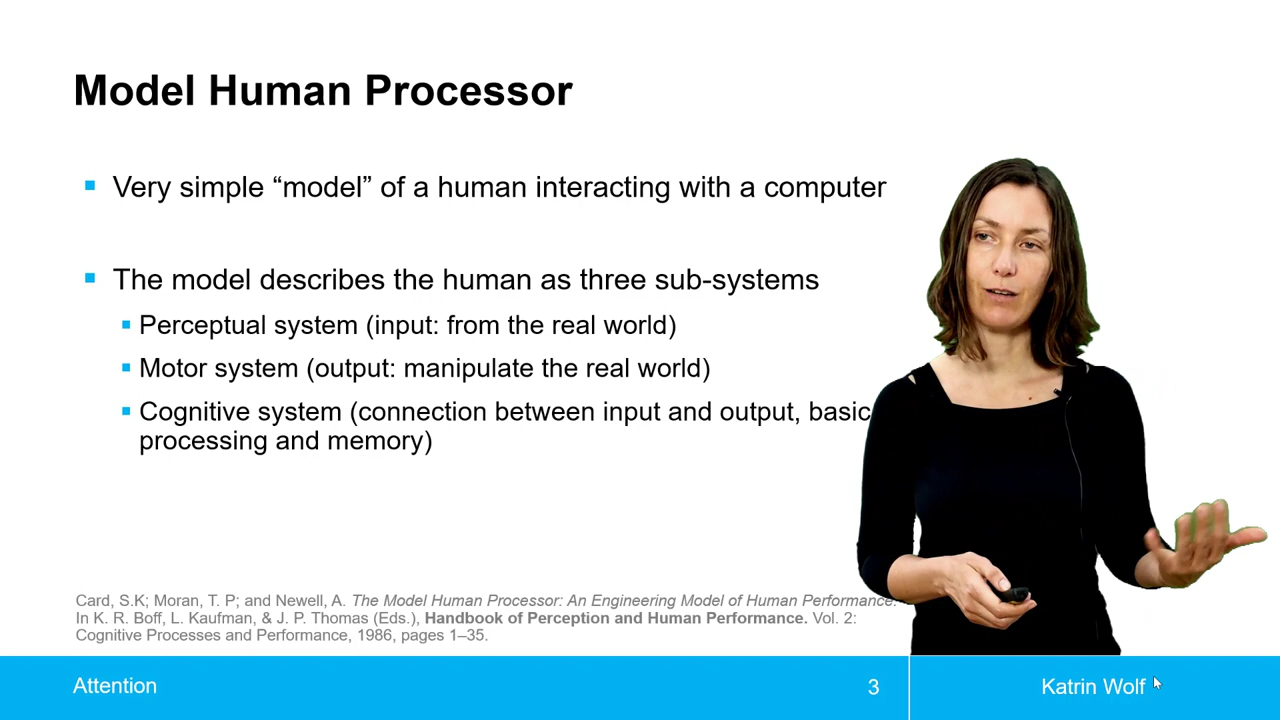 Model Human Processor
Very simple “model” of a human interacting with a computer
The model describes the human as three sub-systems
Perceptual system (input: from the real world)
Motor system (output: manipulate the real world)
Cognitive system (connection between input and output, basic
processing and memory)
Card, S.K; Moran, T. P; and Newell, A. The Model Human Processor: An Engineering Model of Human Performance.
In K. R. Boff, L. Kaufman, & J. P. Thomas (Eds.), Handbook of Perception and Human Performance. Vol. 2:
Cognitive Processes and Performance, 1986, pages 1–35.
Attention
3
Katrin Wolf